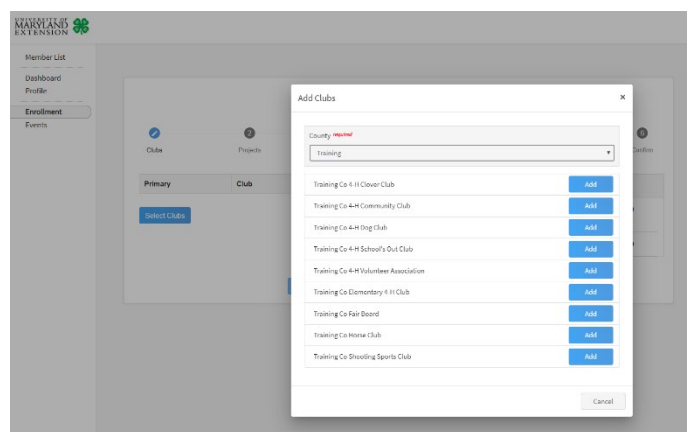 UNIVERSITY OF
MARYLAND
EXTENSION
Member List
Dashboard
Profile
Enrollment
Events
Clubs
2
Projects
6
Confirm
Primary
Club
Select Clubs
Add Clubs
×
County required
Training
Training Co 4-H Clover Club
Add
Training Co 4-H Community Club
Add
Training Co 4-H Dog Club
Add
Training Co 4-H School's Out Club
Add
Training Co 4-H Volunteer Association
Add
Training Co Elementary 4-H Club
Add
Training Co Fair Board
Add
Training Co Horse Club
Add
Training Co Shooting Sports Club
Add
Cancel